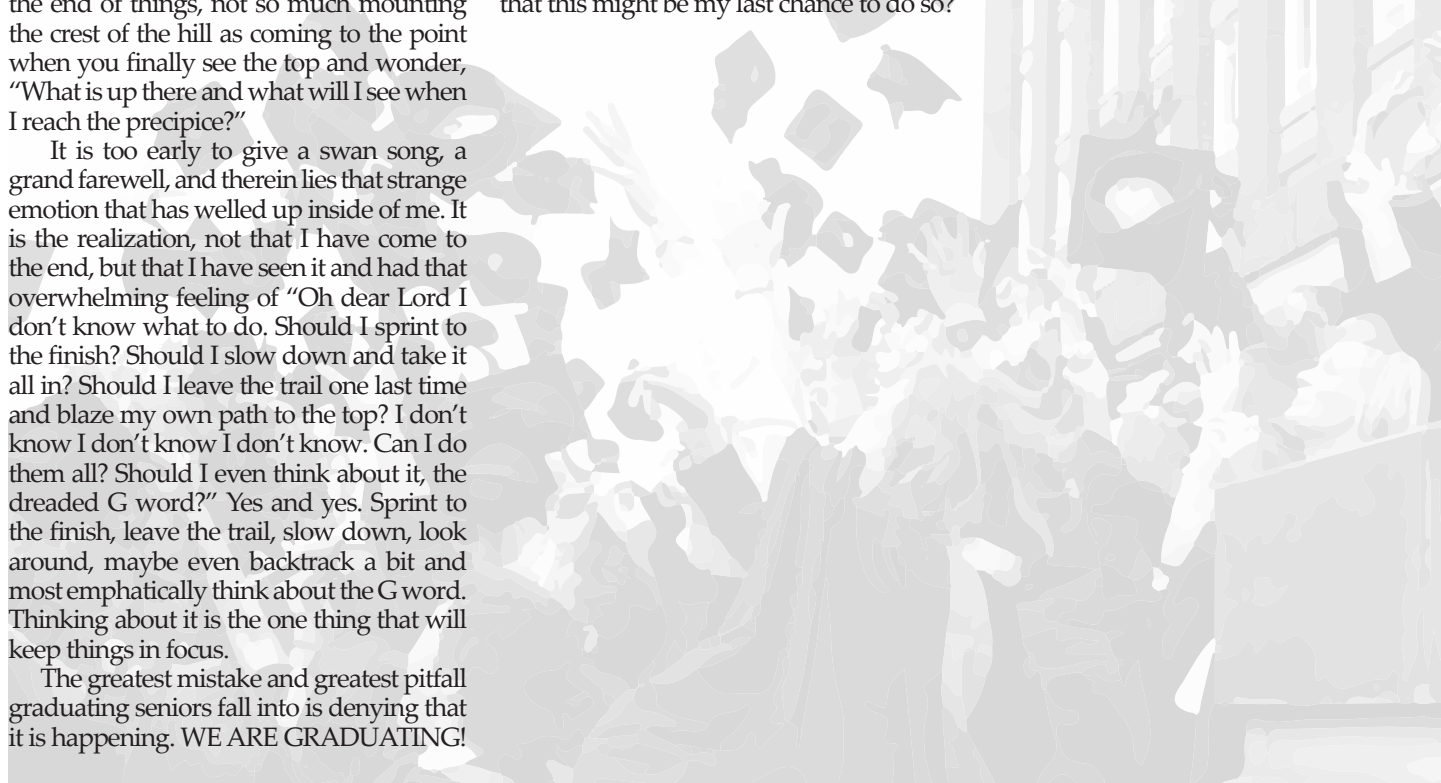 the end of things, not so much mounting
the crest of the hill as coming to the point
when you finally see the top and wonder,
“What is up there and what will I see when
I reach the precipice?”
It is too early to give a swan song, a
grand farewell, and therein lies that strange
emotion that has welled up inside of me. It
is the realization, not that I have come to
the end, but that I have seen it and had that
overwhelming feeling of “Oh dear Lord I
don’t know what to do. Should I sprint to
the finish? Should I slow down and take it
all in? Should I leave the trail one last time
and blaze my own path to the top? I don’t
know I don’t know I don’t know. Can I do
them all? Should I even think about it, the
dreaded G word?” Yes and yes. Sprint to
the finish, leave the trail, slow down, look
around, maybe even backtrack a bit and
most emphatically think about the G word.
Thinking about it is the one thing that will
keep things in focus.
The greatest mistake and greatest pitfall
graduating seniors fall into is denying that
it is happening. WE ARE GRADUATING!
that this might be my last chance to do so?